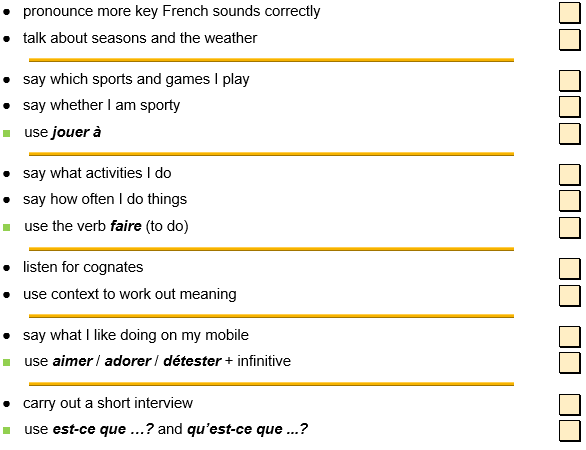 pronounce more key French sounds correctly
talk about seasons and the weather
say which sports and games I play
say whether I am sporty
use jouer à
say what activities I do
say how often I do things
use the verb faire (to do)
listen for cognates
use context to work out meaning
say what I like doing on my mobile
use aimer / adorer / détester + infinitive
carry out a short interview
use est-ce que …? and qu’est-ce que ...?